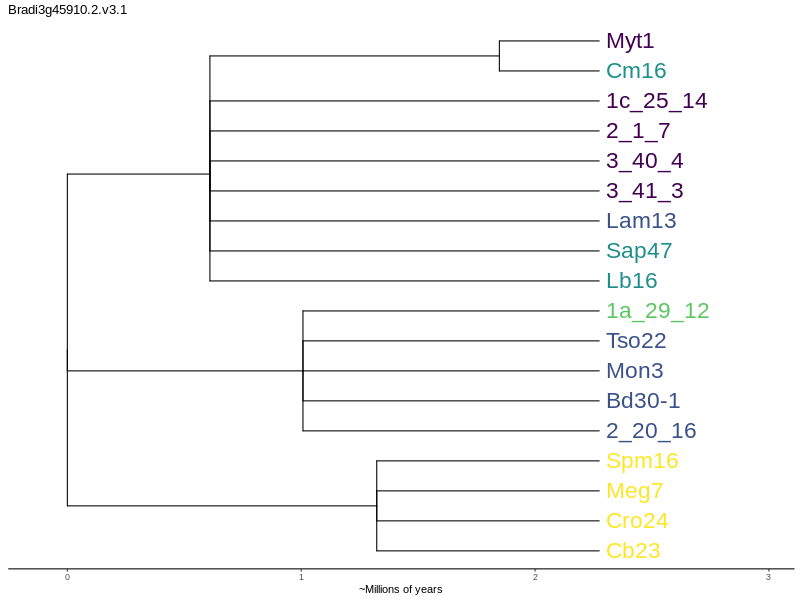 Bradi3g45910.2.v3.1
Myt1
Cm16
1c_25_14
2_1_7
3_40_4
3_41_3
Lam13
Sap47
Lb16
1a_29_12
Tso22
Mon3
Bd30-1
2_20_16
Spm16
Meg7
Cro24
Cb23
0 1 2 3
~Millions of years